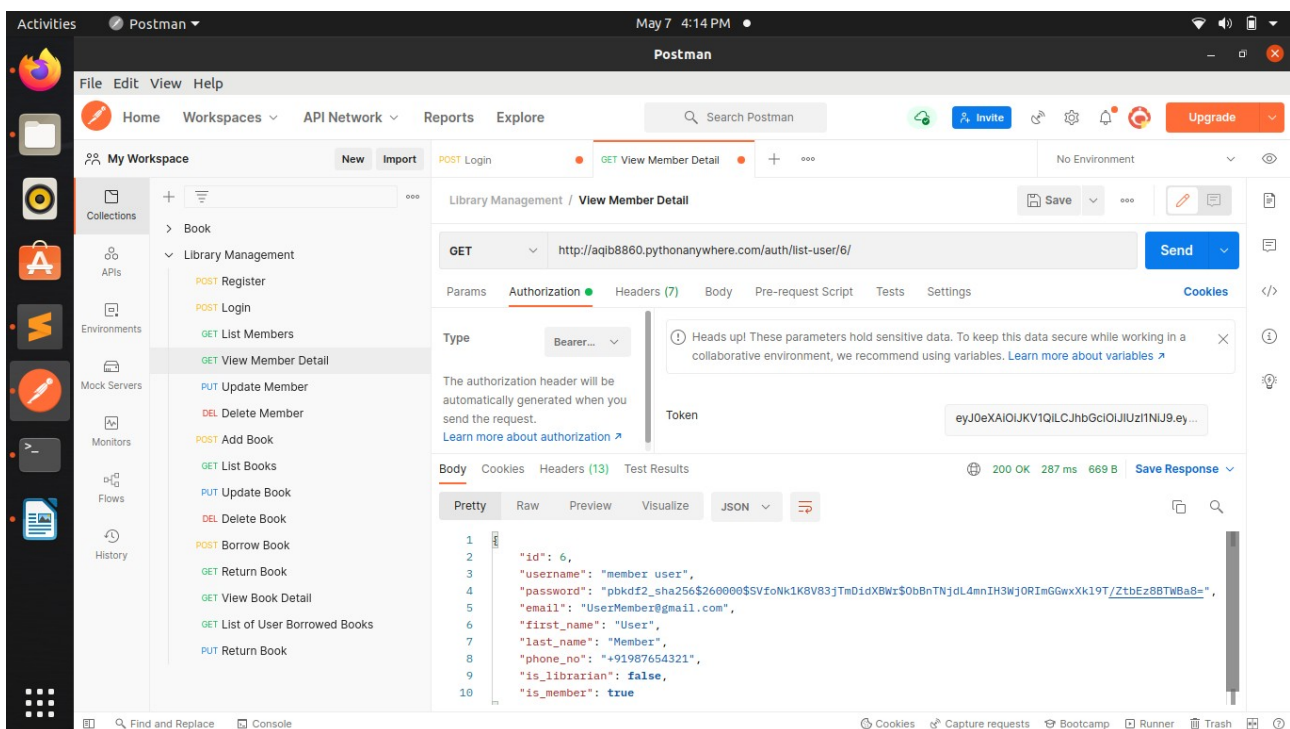 Activities Postman May 7 4:14 PM
Postman
File Edit View Help
Home Workspaces API Network Reports Explore Search Postman Invite Upgrade
My Workspace New Import POST Login GET View Member Detail No Environment
Collections
APIs
Environments
Mock Servers
Monitors
Flows
History
Book
Library Management
POST Register
POST Login
GET List Members
GET View Member Detail
PUT Update Member
DEL Delete Member
POST Add Book
GET List Books
PUT Update Book
DEL Delete Book
POST Borrow Book
GET Return Book
GET View Book Detail
GET List of User Borrowed Books
PUT Return Book
Library Management / View Member Detail Save
GET http://aqib8860.pythonanywhere.com/auth/list-user/6/ Send
Params Authorization Headers (7) Body Pre-request Script Tests Settings Cookies
Type Bearer...
The authorization header will be
automatically generated when you
send the request.
Learn more about authorization
Heads up! These parameters hold sensitive data. To keep this data secure while working in a
collaborative environment, we recommend using variables. Learn more about variables
Token eyJ0eXAiOiJKV1QiLCJhbGciOiJIUzI1NiJ9.ey...
Body Cookies Headers (13) Test Results 200 OK 287 ms 669 B Save Response
Pretty Raw Preview Visualize JSON
1 {
2 "id": 6,
3 "username": "member user",
4 "password": "pbkdf2_sha256$260000$SVfoNk1K8V83jTmDidXBWr$ObBnTNjdL4mnIH3WjORImGGwxXkl9T/ZtbEz8BTWBa8=",
5 "email": "UserMember@gmail.com",
6 "first_name": "User",
7 "last_name": "Member",
8 "phone_no": "+91987654321",
9 "is_librarian": false,
10 "is_member": true
Find and Replace Console Cookies Capture requests Bootcamp Runner Trash